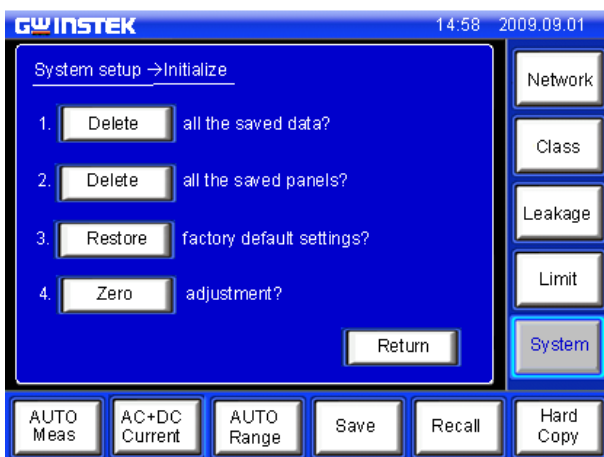 GWINSTEK 14:58 2009.09.01
System setup →Initialize
1. Delete all the saved data?
2. Delete all the saved panels?
3. Restore factory default settings?
4. Zero adjustment?
Return
Network
Class
Leakage
Limit
System
AUTO
Meas
AC+DC
Current
AUTO
Range
Save
Recall
Hard
Copy